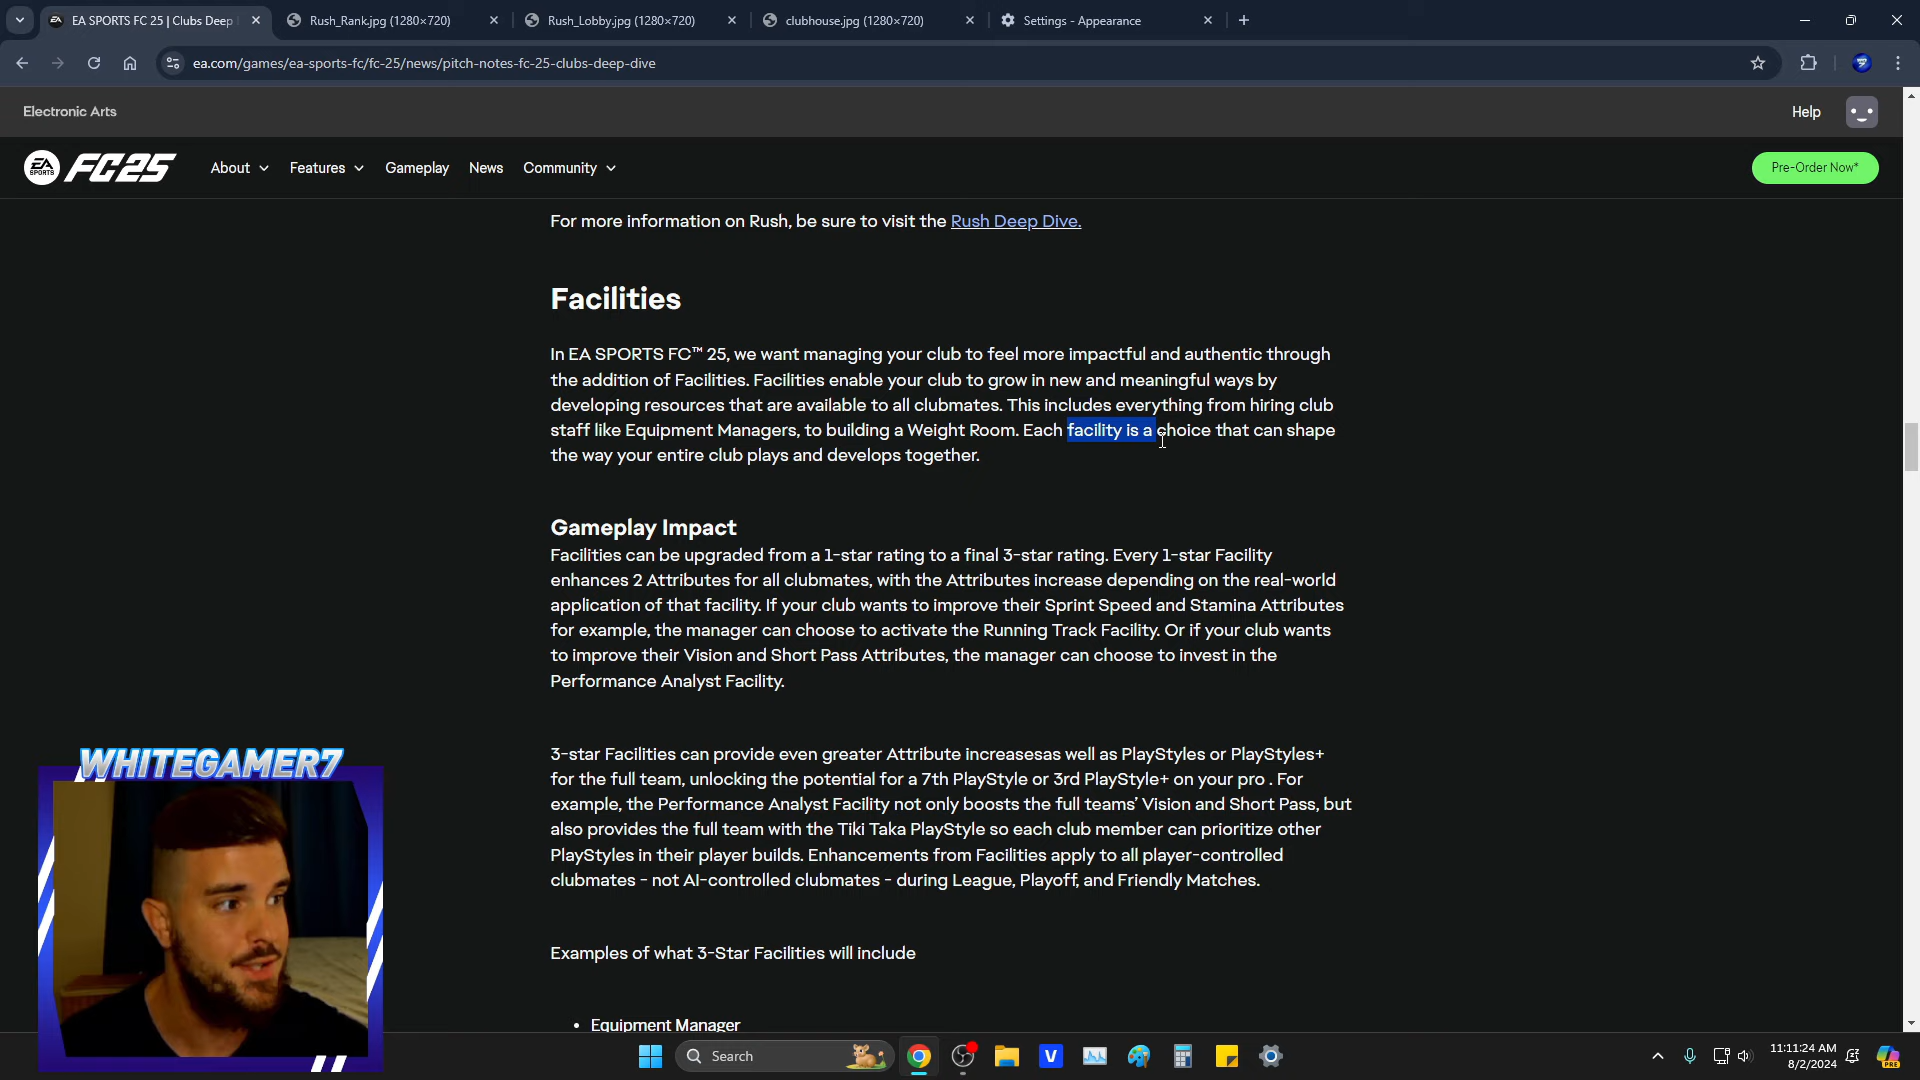 EA SPORTS FC 25 | Clubs Deep
Rush_Rank.jpg (1280×720)
Rush_Lobby.jpg (1280×720)
clubhouse.jpg (1280×720)
Settings - Appearance
ea.com/games/ea-sports-fc/fc-25/news/pitch-notes-fc-25-clubs-deep-dive
Electronic Arts
Help
EA SPORTS FC25
About
Features
Gameplay
News
Community
Pre-Order Now*
For more information on Rush, be sure to visit the Rush Deep Dive.
Facilities
In EA SPORTS FC™ 25, we want managing your club to feel more impactful and authentic through
the addition of Facilities. Facilities enable your club to grow in new and meaningful ways by
developing resources that are available to all clubmates. This includes everything from hiring club
staff like Equipment Managers, to building a Weight Room. Each facility is a choice that can shape
the way your entire club plays and develops together.
Gameplay Impact
Facilities can be upgraded from a 1-star rating to a final 3-star rating. Every 1-star Facility
enhances 2 Attributes for all clubmates, with the Attributes increase depending on the real-world
application of that facility. If your club wants to improve their Sprint Speed and Stamina Attributes
for example, the manager can choose to activate the Running Track Facility. Or if your club wants
to improve their Vision and Short Pass Attributes, the manager can choose to invest in the
Performance Analyst Facility.
3-star Facilities can provide even greater Attribute increasesas well as PlayStyles or PlayStyles+
for the full team, unlocking the potential for a 7th PlayStyle or 3rd PlayStyle+ on your pro . For
example, the Performance Analyst Facility not only boosts the full teams’ Vision and Short Pass, but
also provides the full team with the Tiki Taka PlayStyle so each club member can prioritize other
PlayStyles in their player builds. Enhancements from Facilities apply to all player-controlled
clubmates - not AI-controlled clubmates - during League, Playoff, and Friendly Matches.
Examples of what 3-Star Facilities will include
• Equipment Manager
WHITEGAMER7
Search
V
11:11:24 AM
8/2/2024
PRE